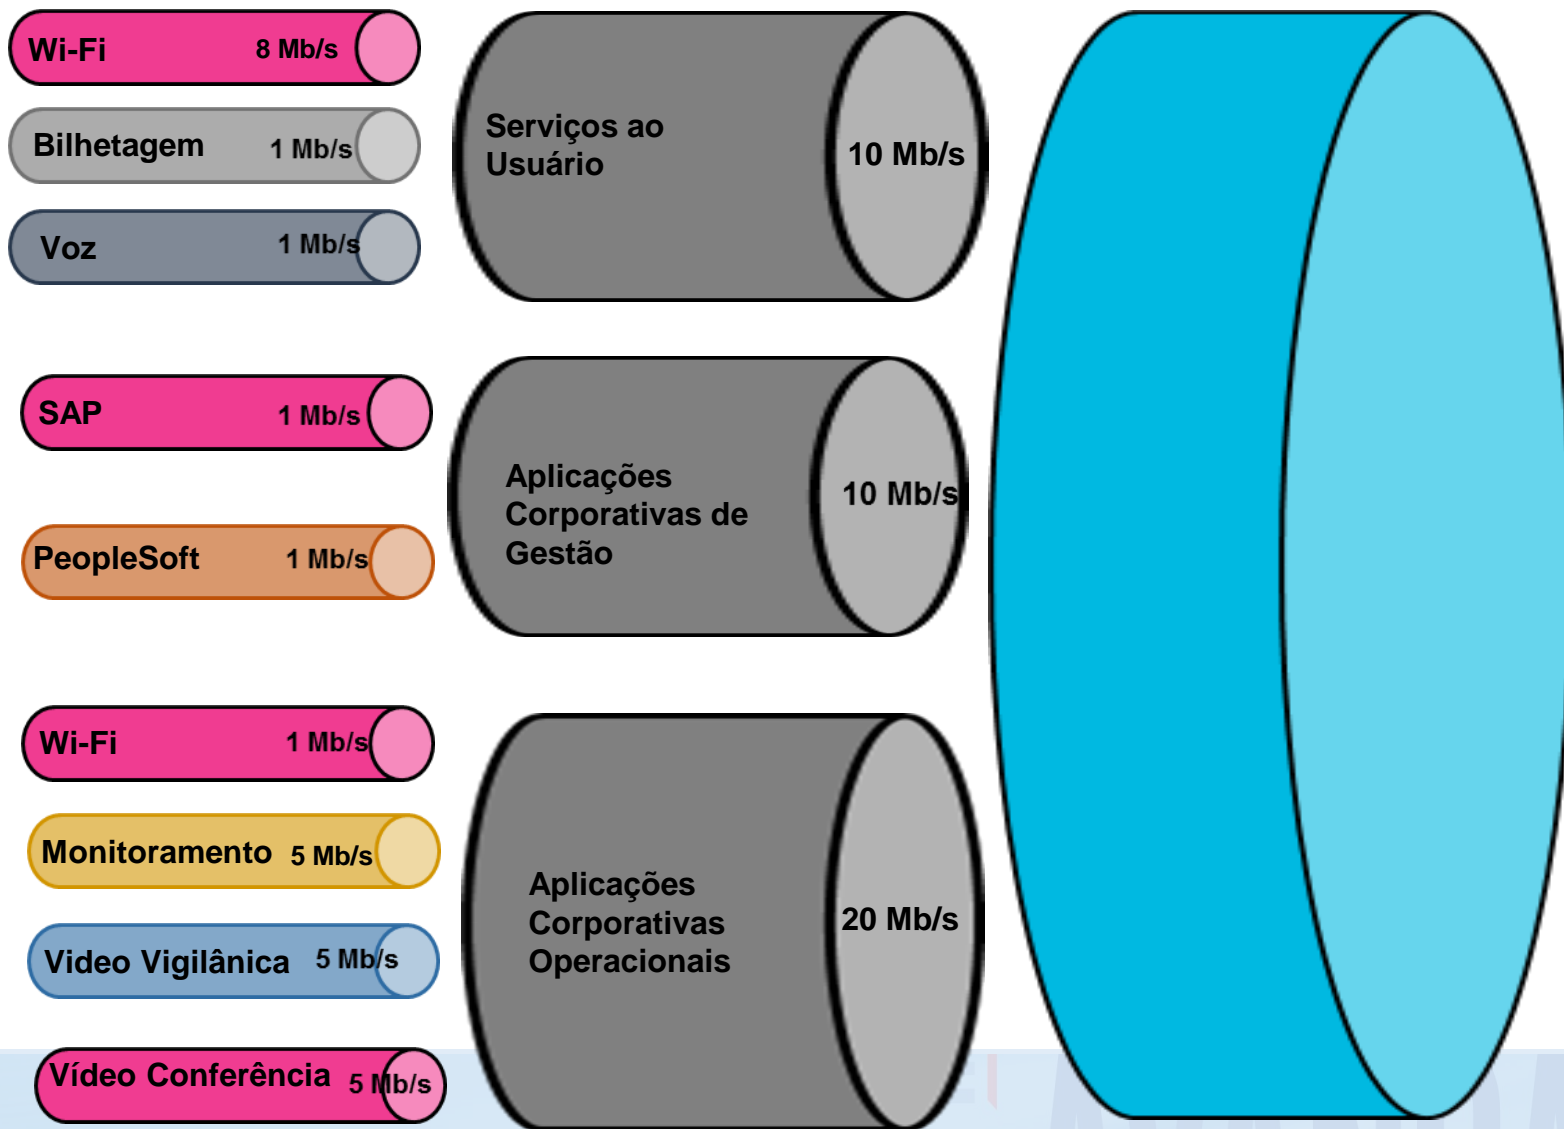 Wi-Fi 8 Mb/s
Bilhetagem 1 Mb/s
Voz 1 Mb/s
Serviços ao
Usuário
10 Mb/s
SAP 1 Mb/s
PeopleSoft 1 Mb/s
Aplicações
Corporativas de
Gestão
10 Mb/s
Wi-Fi 1 Mb/s
Monitoramento 5 Mb/s
Video Vigilânica 5 Mb/s
Vídeo Conferência 5 Mb/s
Aplicações
Corporativas
Operacionais
20 Mb/s